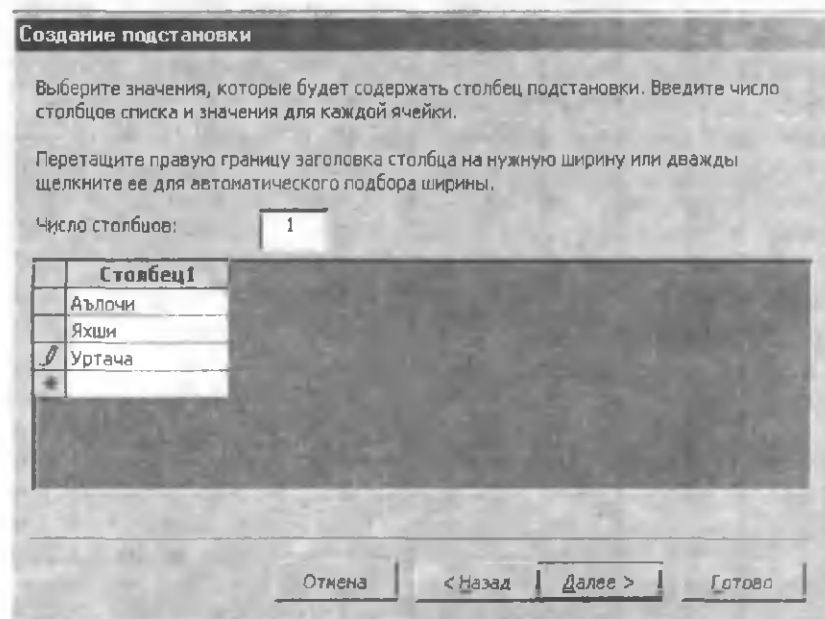 Создание подстановки
Выберите значения, которые будет содержать столбец подстановки. Введите число
столбцов списка и значения для каждой ячейки.
Перетащите правую границу заголовка столбца на нужную ширину или дважды
щелкните ее для автоматического подбора ширины.
Число столбцов: 1
Столбец1
Аълочи
Яхши
Уртача
Отмена < Назад Далее > Готово